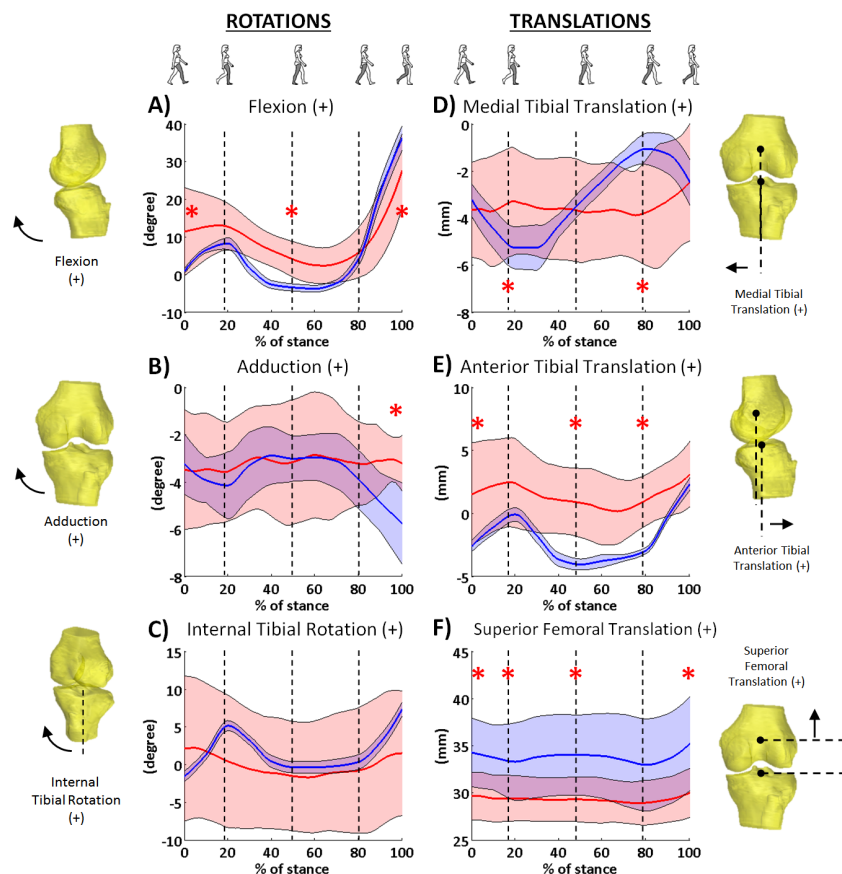 ROTATIONS
TRANSLATIONS
A)
Flexion (+)
40
30
20
10
0
-10
(degree)
*
*
*
0
20
40
60
80
100
% of stance
Flexion
(+)
D)
Medial Tibial Translation (+)
0
-2
-4
-6
-8
(mm)
*
*
0
20
40
60
80
100
% of stance
Medial Tibial
Translation (+)
B)
Adduction (+)
0
-2
-4
-6
-8
(degree)
*
0
20
40
60
80
100
% of stance
Adduction
(+)
E)
Anterior Tibial Translation (+)
10
5
0
-5
(mm)
*
*
*
0
20
40
60
80
100
% of stance
Anterior Tibial
Translation (+)
C)
Internal Tibial Rotation (+)
15
10
5
0
-5
-10
(degree)
0
20
40
60
80
100
% of stance
Internal
Tibial Rotation
(+)
F)
Superior Femoral Translation (+)
45
40
35
30
25
(mm)
*
*
*
*
0
20
40
60
80
100
% of stance
Superior
Femoral
Translation (+)